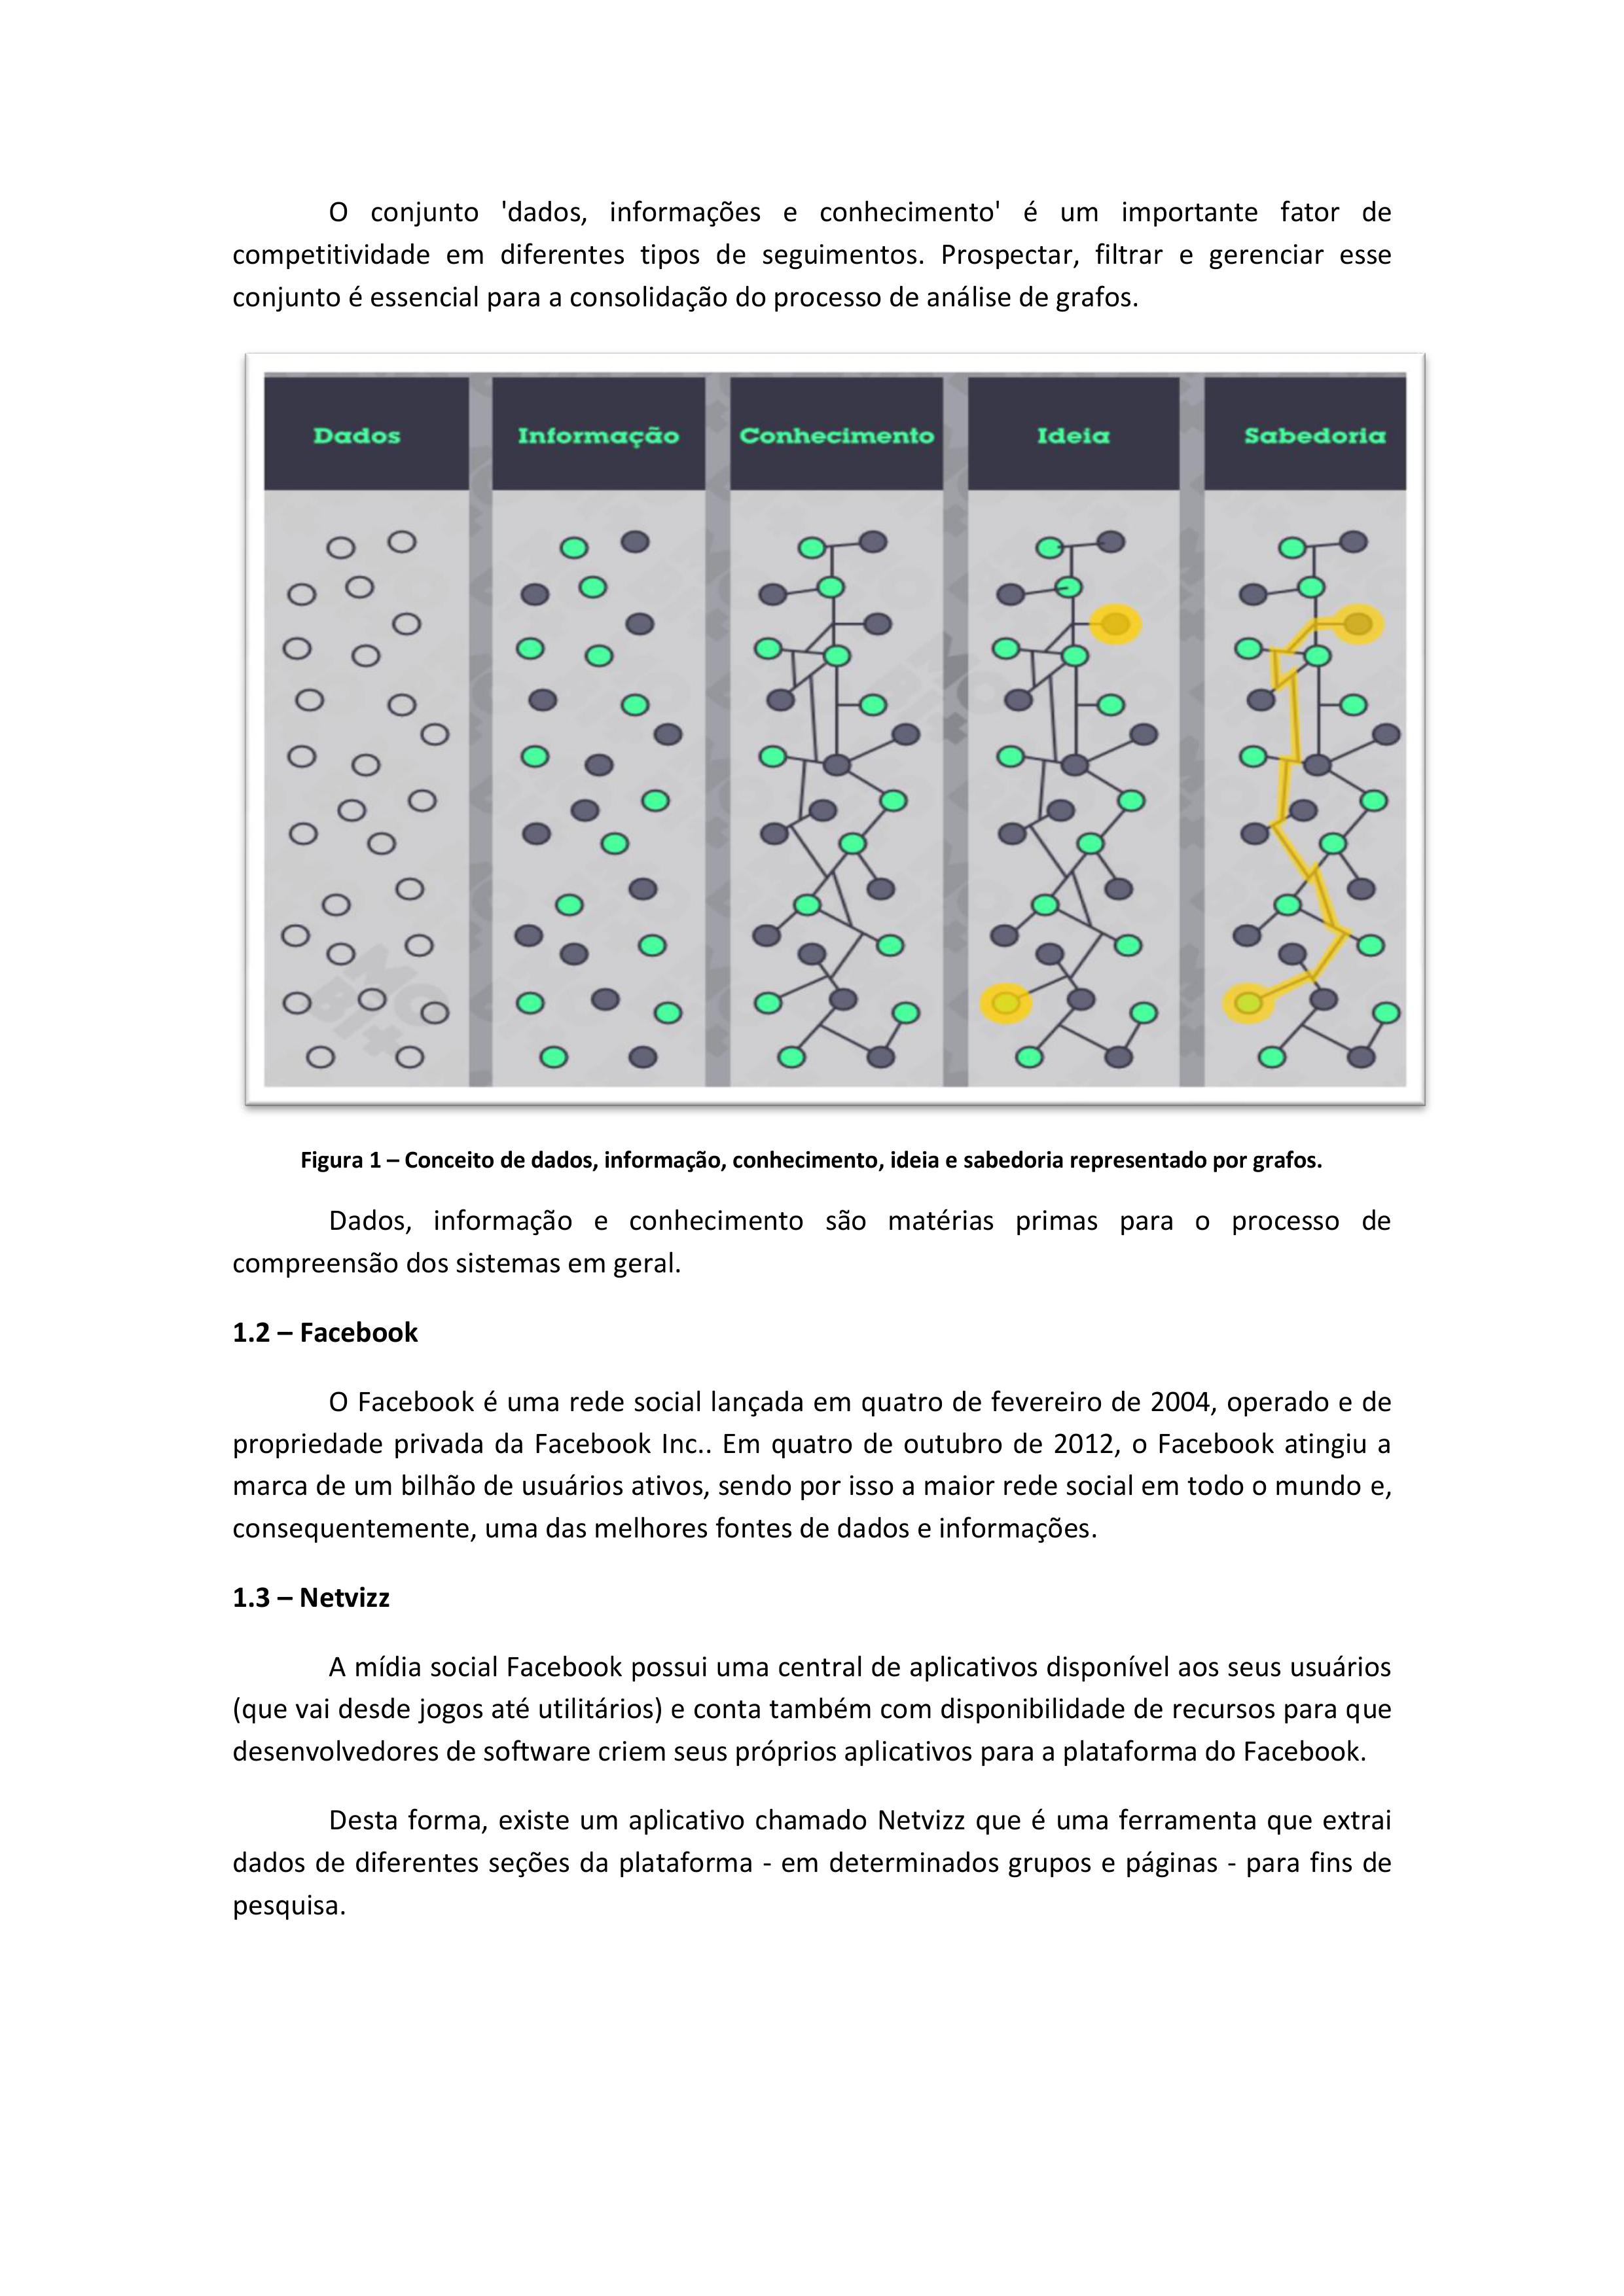 O conjunto 'dados, informações e conhecimento' é um importante fator de
competitividade em diferentes tipos de seguimentos. Prospectar, filtrar e gerenciar esse
conjunto é essencial para a consolidação do processo de análise de grafos.
Dados Informação Conhecimento Ideia Sabedoria
MO
BI+
Figura 1 – Conceito de dados, informação, conhecimento, ideia e sabedoria representado por grafos.
Dados, informação e conhecimento são matérias primas para o processo de
compreensão dos sistemas em geral.
1.2 – Facebook
O Facebook é uma rede social lançada em quatro de fevereiro de 2004, operado e de
propriedade privada da Facebook Inc.. Em quatro de outubro de 2012, o Facebook atingiu a
marca de um bilhão de usuários ativos, sendo por isso a maior rede social em todo o mundo e,
consequentemente, uma das melhores fontes de dados e informações.
1.3 – Netvizz
A mídia social Facebook possui uma central de aplicativos disponível aos seus usuários
(que vai desde jogos até utilitários) e conta também com disponibilidade de recursos para que
desenvolvedores de software criem seus próprios aplicativos para a plataforma do Facebook.
Desta forma, existe um aplicativo chamado Netvizz que é uma ferramenta que extrai
dados de diferentes seções da plataforma - em determinados grupos e páginas - para fins de
pesquisa.